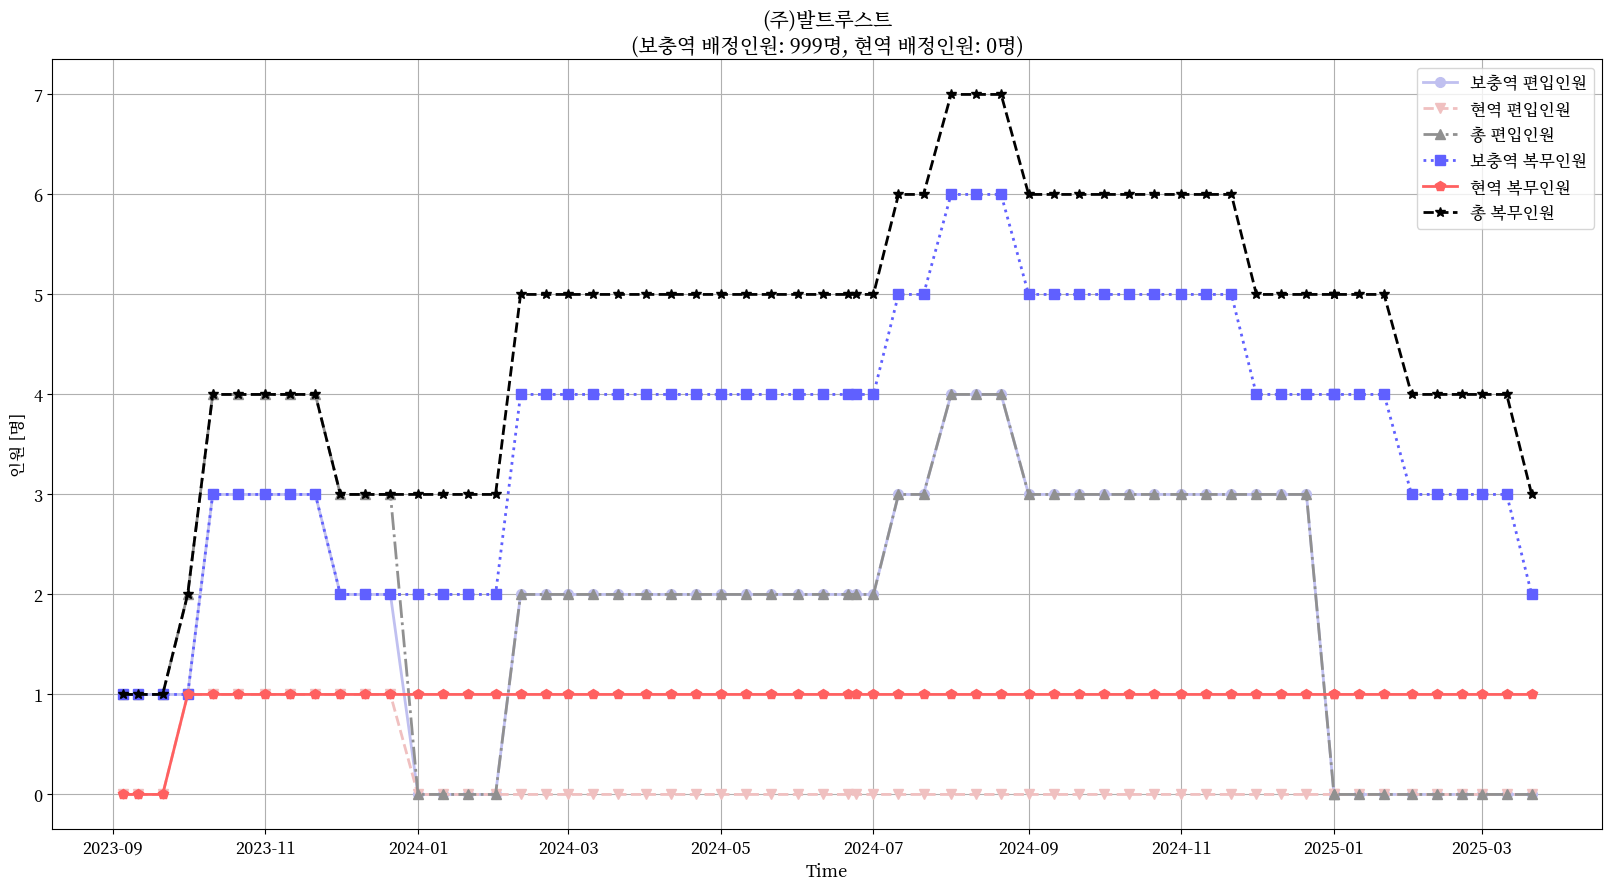 (주)발트루스트
(보충역 배정인원: 999명, 현역 배정인원: 0명)
보충역 편입인원
현역 편입인원
총 편입인원
보충역 복무인원
현역 복무인원
총 복무인원
인원 [명]
7
6
5
4
3
2
1
0
2023-09
2023-11
2024-01
2024-03
2024-05
2024-07
2024-09
2024-11
2025-01
2025-03
Time